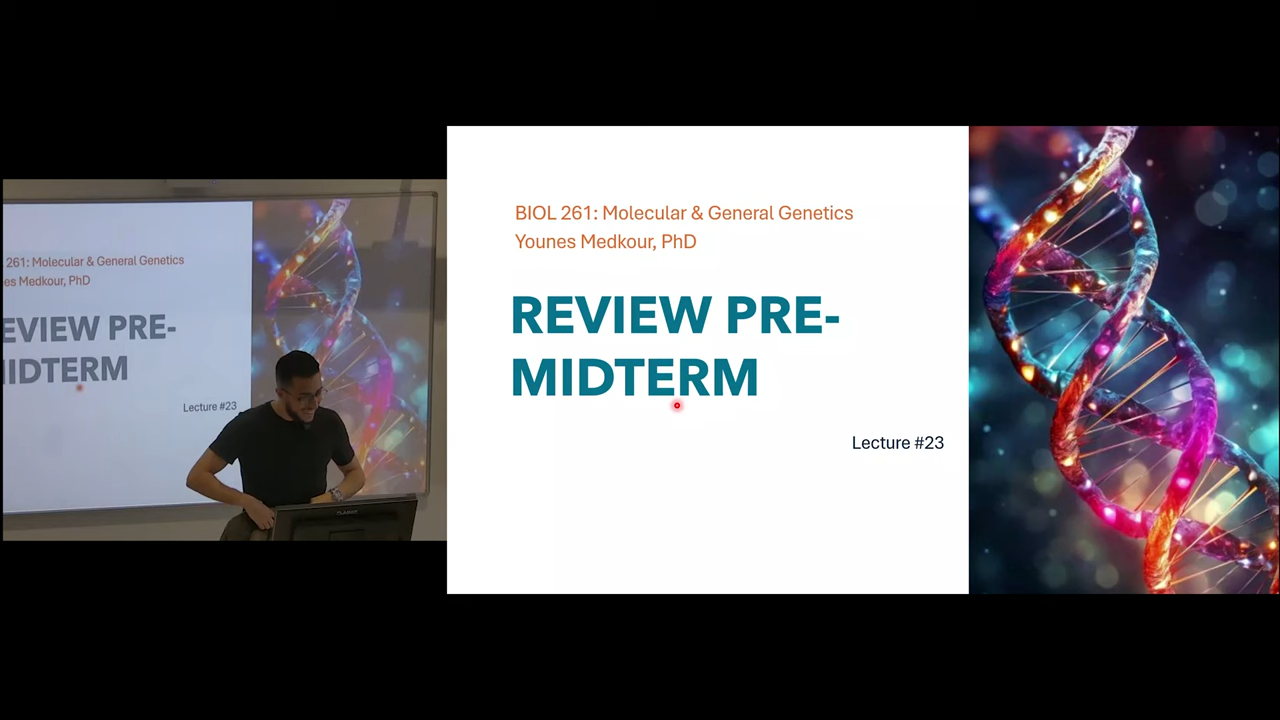 261: Molecular & General Genetics
es Medkour, PhD
EVIEW PRE-
IDTERM
Lecture #23
BIOL 261: Molecular & General Genetics
Younes Medkour, PhD
REVIEW PRE-
MIDTERM
Lecture #23